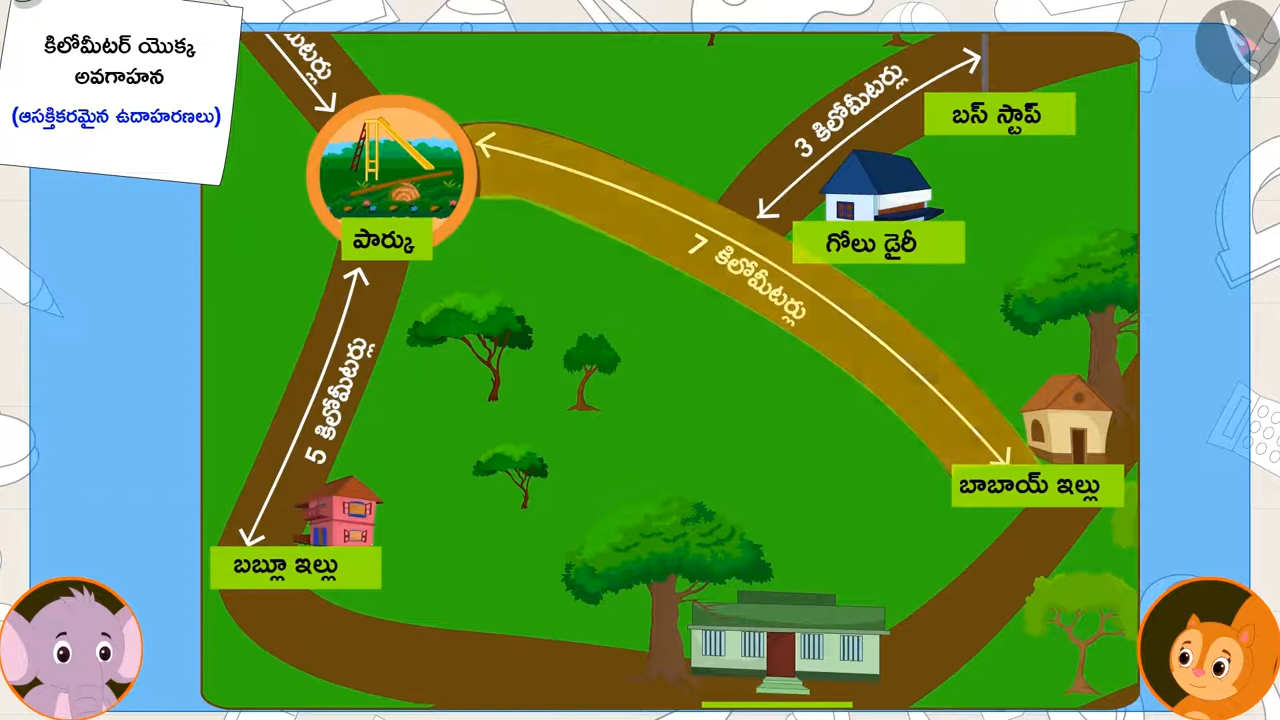 కిలోమీటర్ యొక్క
అవగాహన
(ఆసక్తికరమైన ఉదాహరణలు)
3 కిలోమీటర్లు
బస్ స్టాప్
గోలు డైరీ
పార్కు
7 కిలోమీటర్లు
5 కిలోమీటర్లు
బాబాయ్ ఇల్లు
బబ్లూ ఇల్లు